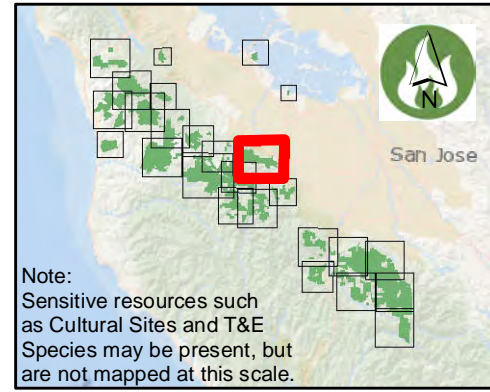 N
San Jose
Note:
Sensitive resources such
as Cultural Sites and T&E
Species may be present, but
are not mapped at this scale.